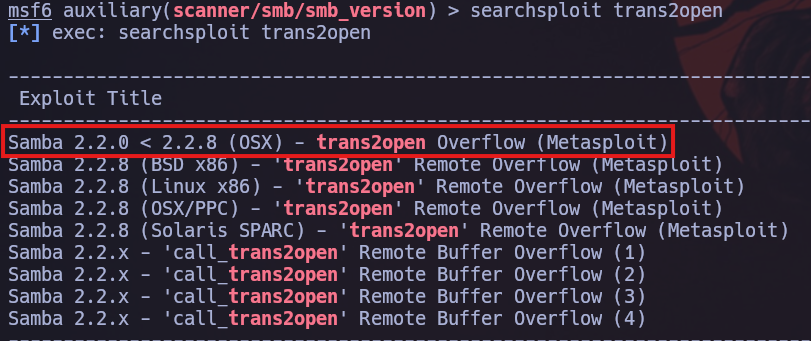 msf6 auxiliary(scanner/smb/smb_version) > searchsploit trans2open
[*] exec: searchsploit trans2open
--------------------------------------------------------------------
Exploit Title
--------------------------------------------------------------------
Samba 2.2.0 < 2.2.8 (OSX) - trans2open Overflow (Metasploit)
Samba 2.2.8 (BSD x86) - 'trans2open' Remote Overflow (Metasploit)
Samba 2.2.8 (Linux x86) - 'trans2open' Remote Overflow (Metasploit)
Samba 2.2.8 (OSX/PPC) - 'trans2open' Remote Overflow (Metasploit)
Samba 2.2.8 (Solaris SPARC) - 'trans2open' Remote Overflow (Metasploit)
Samba 2.2.x - 'call_trans2open' Remote Buffer Overflow (1)
Samba 2.2.x - 'call_trans2open' Remote Buffer Overflow (2)
Samba 2.2.x - 'call_trans2open' Remote Buffer Overflow (3)
Samba 2.2.x - 'call_trans2open' Remote Buffer Overflow (4)
--------------------------------------------------------------------